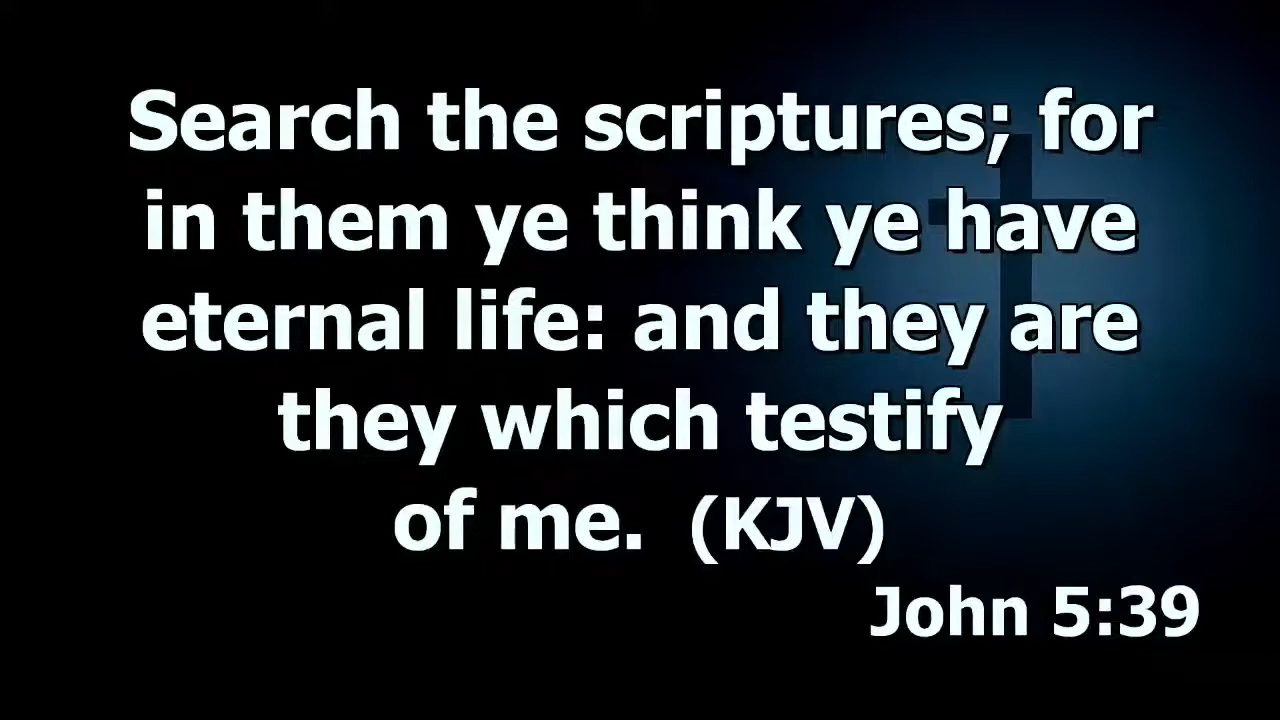 Search the scriptures; for
in them ye think ye have
eternal life: and they are
they which testify
of me. (KJV)
John 5:39